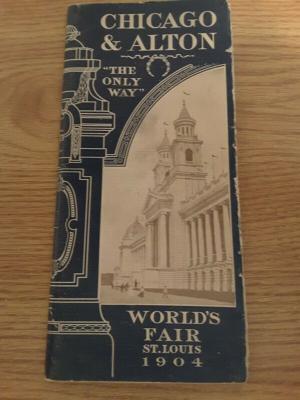 CHICAGO
& ALTON
"THE
ONLY
WAY"
WORLD'S
FAIR
ST. LOUIS
1904